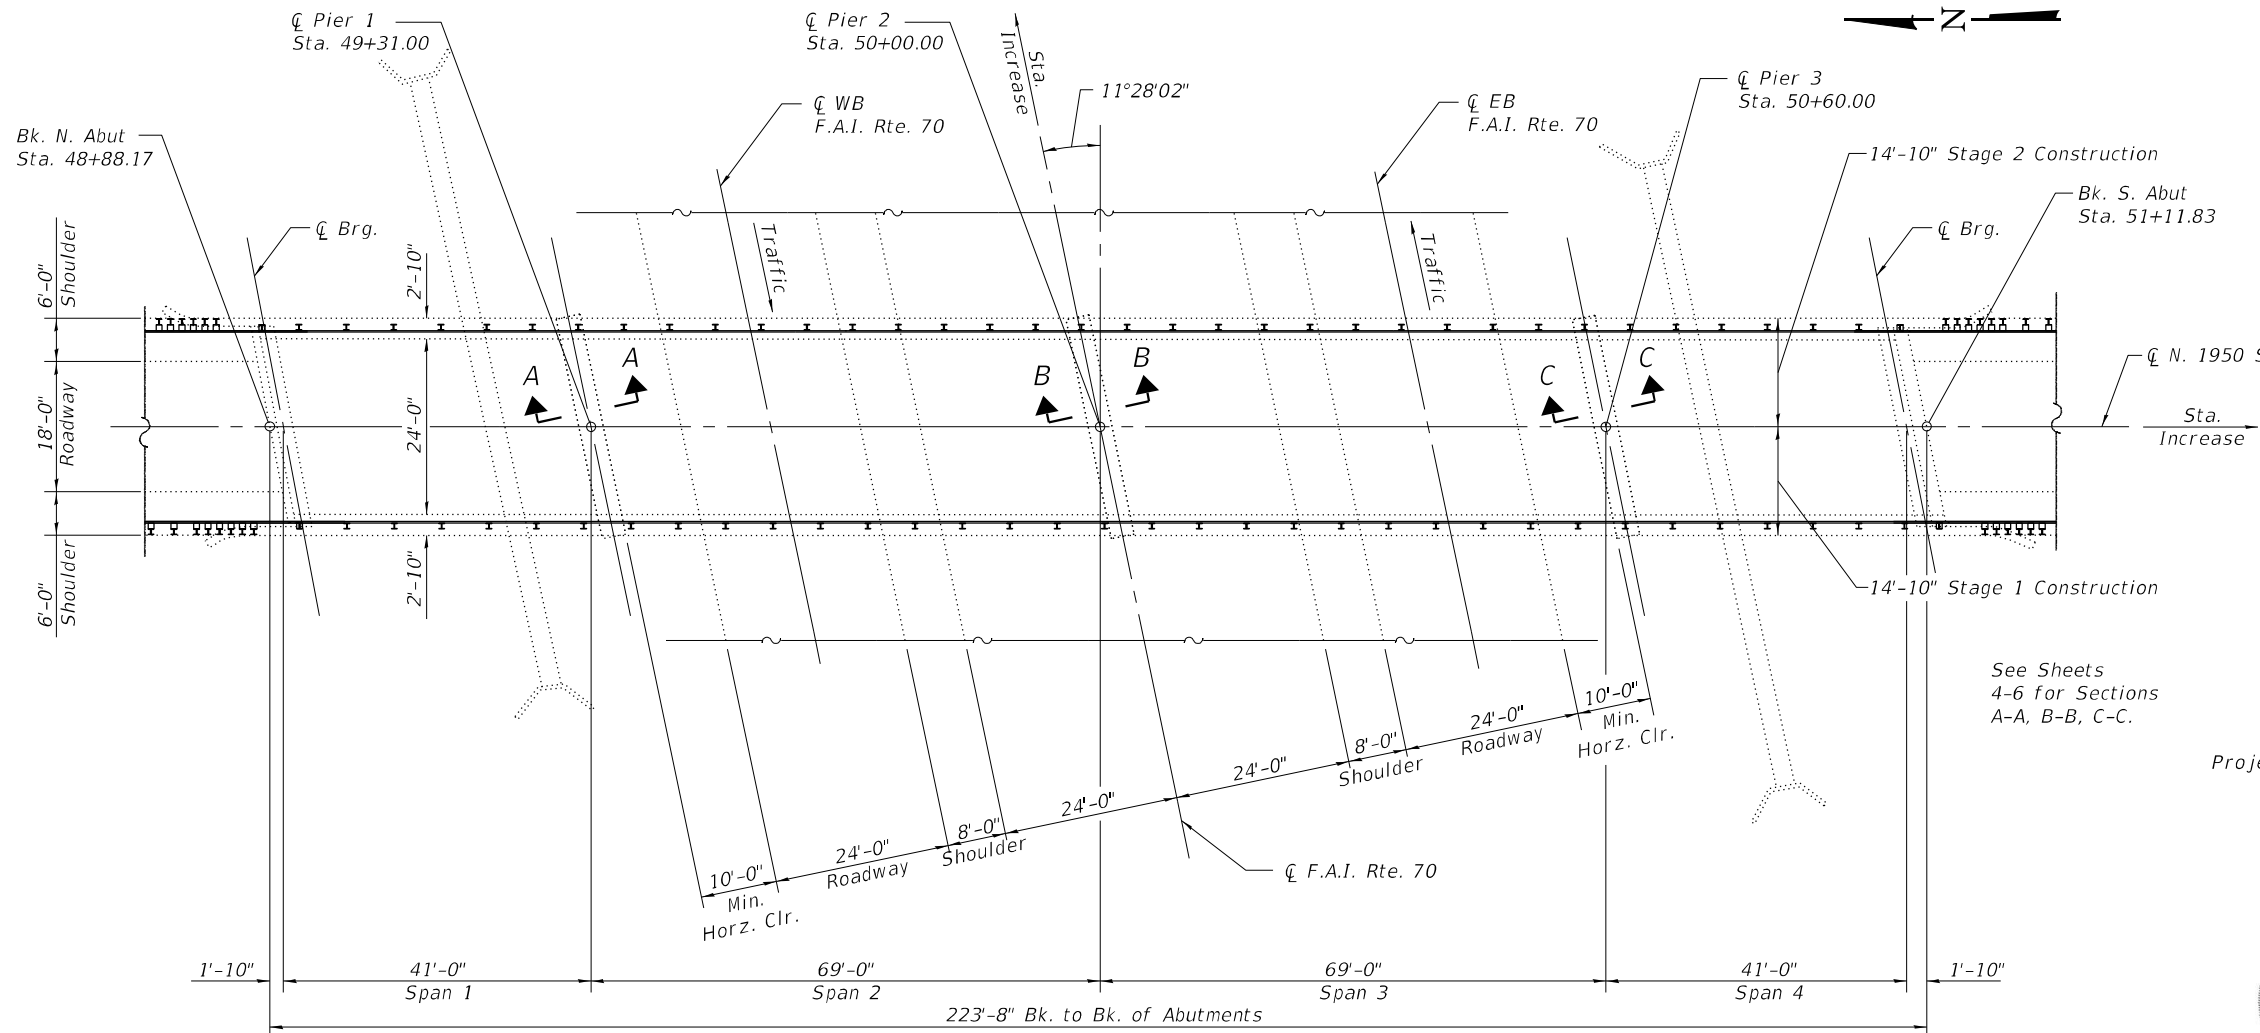 ℄ Pier 1
Sta. 49+31.00
℄ Pier 2
Sta. 50+00.00
Sta.
Increase
N
11°28'02"
℄ Pier 3
Sta. 50+60.00
℄ WB
F.A.I. Rte. 70
℄ EB
F.A.I. Rte. 70
Bk. N. Abut
Sta. 48+88.17
14'-10" Stage 2 Construction
Bk. S. Abut
Sta. 51+11.83
℄ Brg.
℄ Brg.
6'-0"
Shoulder
2'-10"
Traffic
Traffic
A
A
B
B
C
C
℄ N. 1950 S
18'-0"
Roadway
24'-0"
Sta.
Increase
6'-0"
Shoulder
2'-10"
14'-10" Stage 1 Construction
See Sheets
4-6 for Sections
A-A, B-B, C-C.
10'-0"
Min.
Horz. Clr.
24'-0"
Roadway
8'-0"
Shoulder
24'-0"
24'-0"
8'-0"
Shoulder
24'-0"
Roadway
10'-0"
Min.
Horz. Clr.
Proje
℄ F.A.I. Rte. 70
1'-10"
41'-0"
Span 1
69'-0"
Span 2
69'-0"
Span 3
41'-0"
Span 4
1'-10"
223'-8" Bk. to Bk. of Abutments